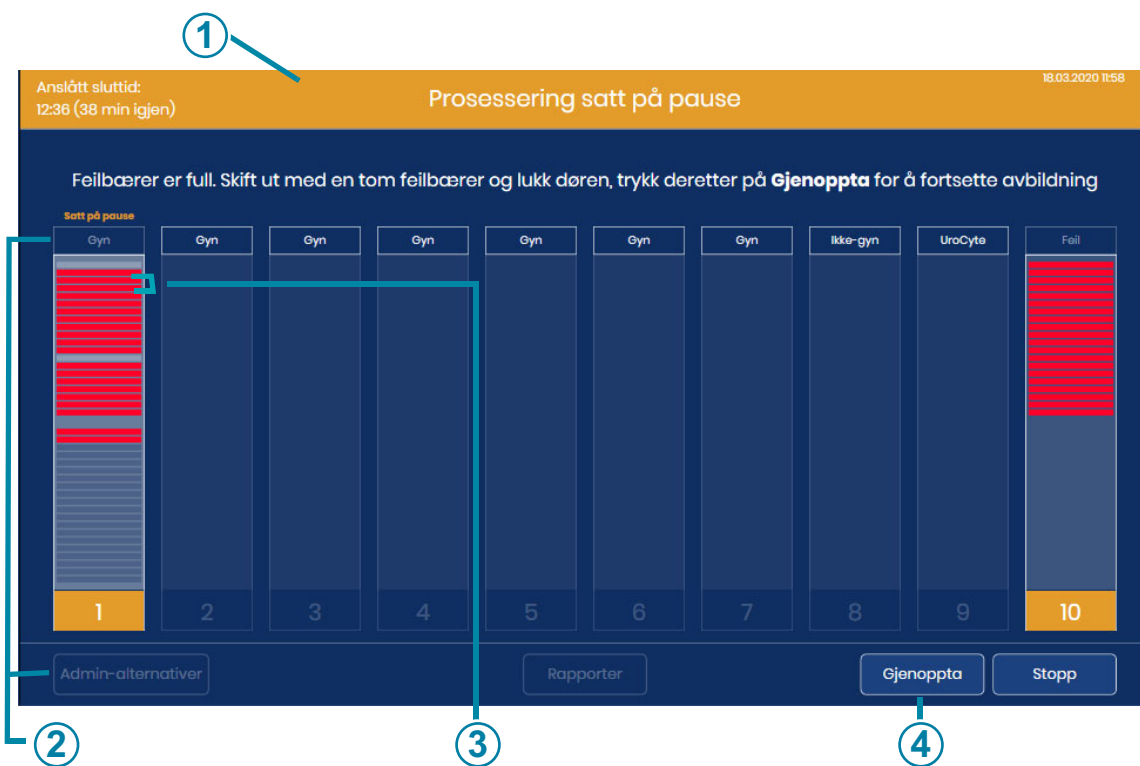 1
Anslått sluttid:
12:36 (38 min igjen)
Prosessering satt på pause
18.03.2020 11:58
Feilbærer er full. Skift ut med en tom feilbærer og lukk døren, trykk deretter på Gjenoppta for å fortsette avbildning
Satt på pause
Gyn Gyn Gyn Gyn Gyn Gyn Gyn Ikke-gyn UroCyte Feil
1 2 3 4 5 6 7 8 9 10
Admin-alternativer Rapporter Gjenoppta Stopp
2 3 4